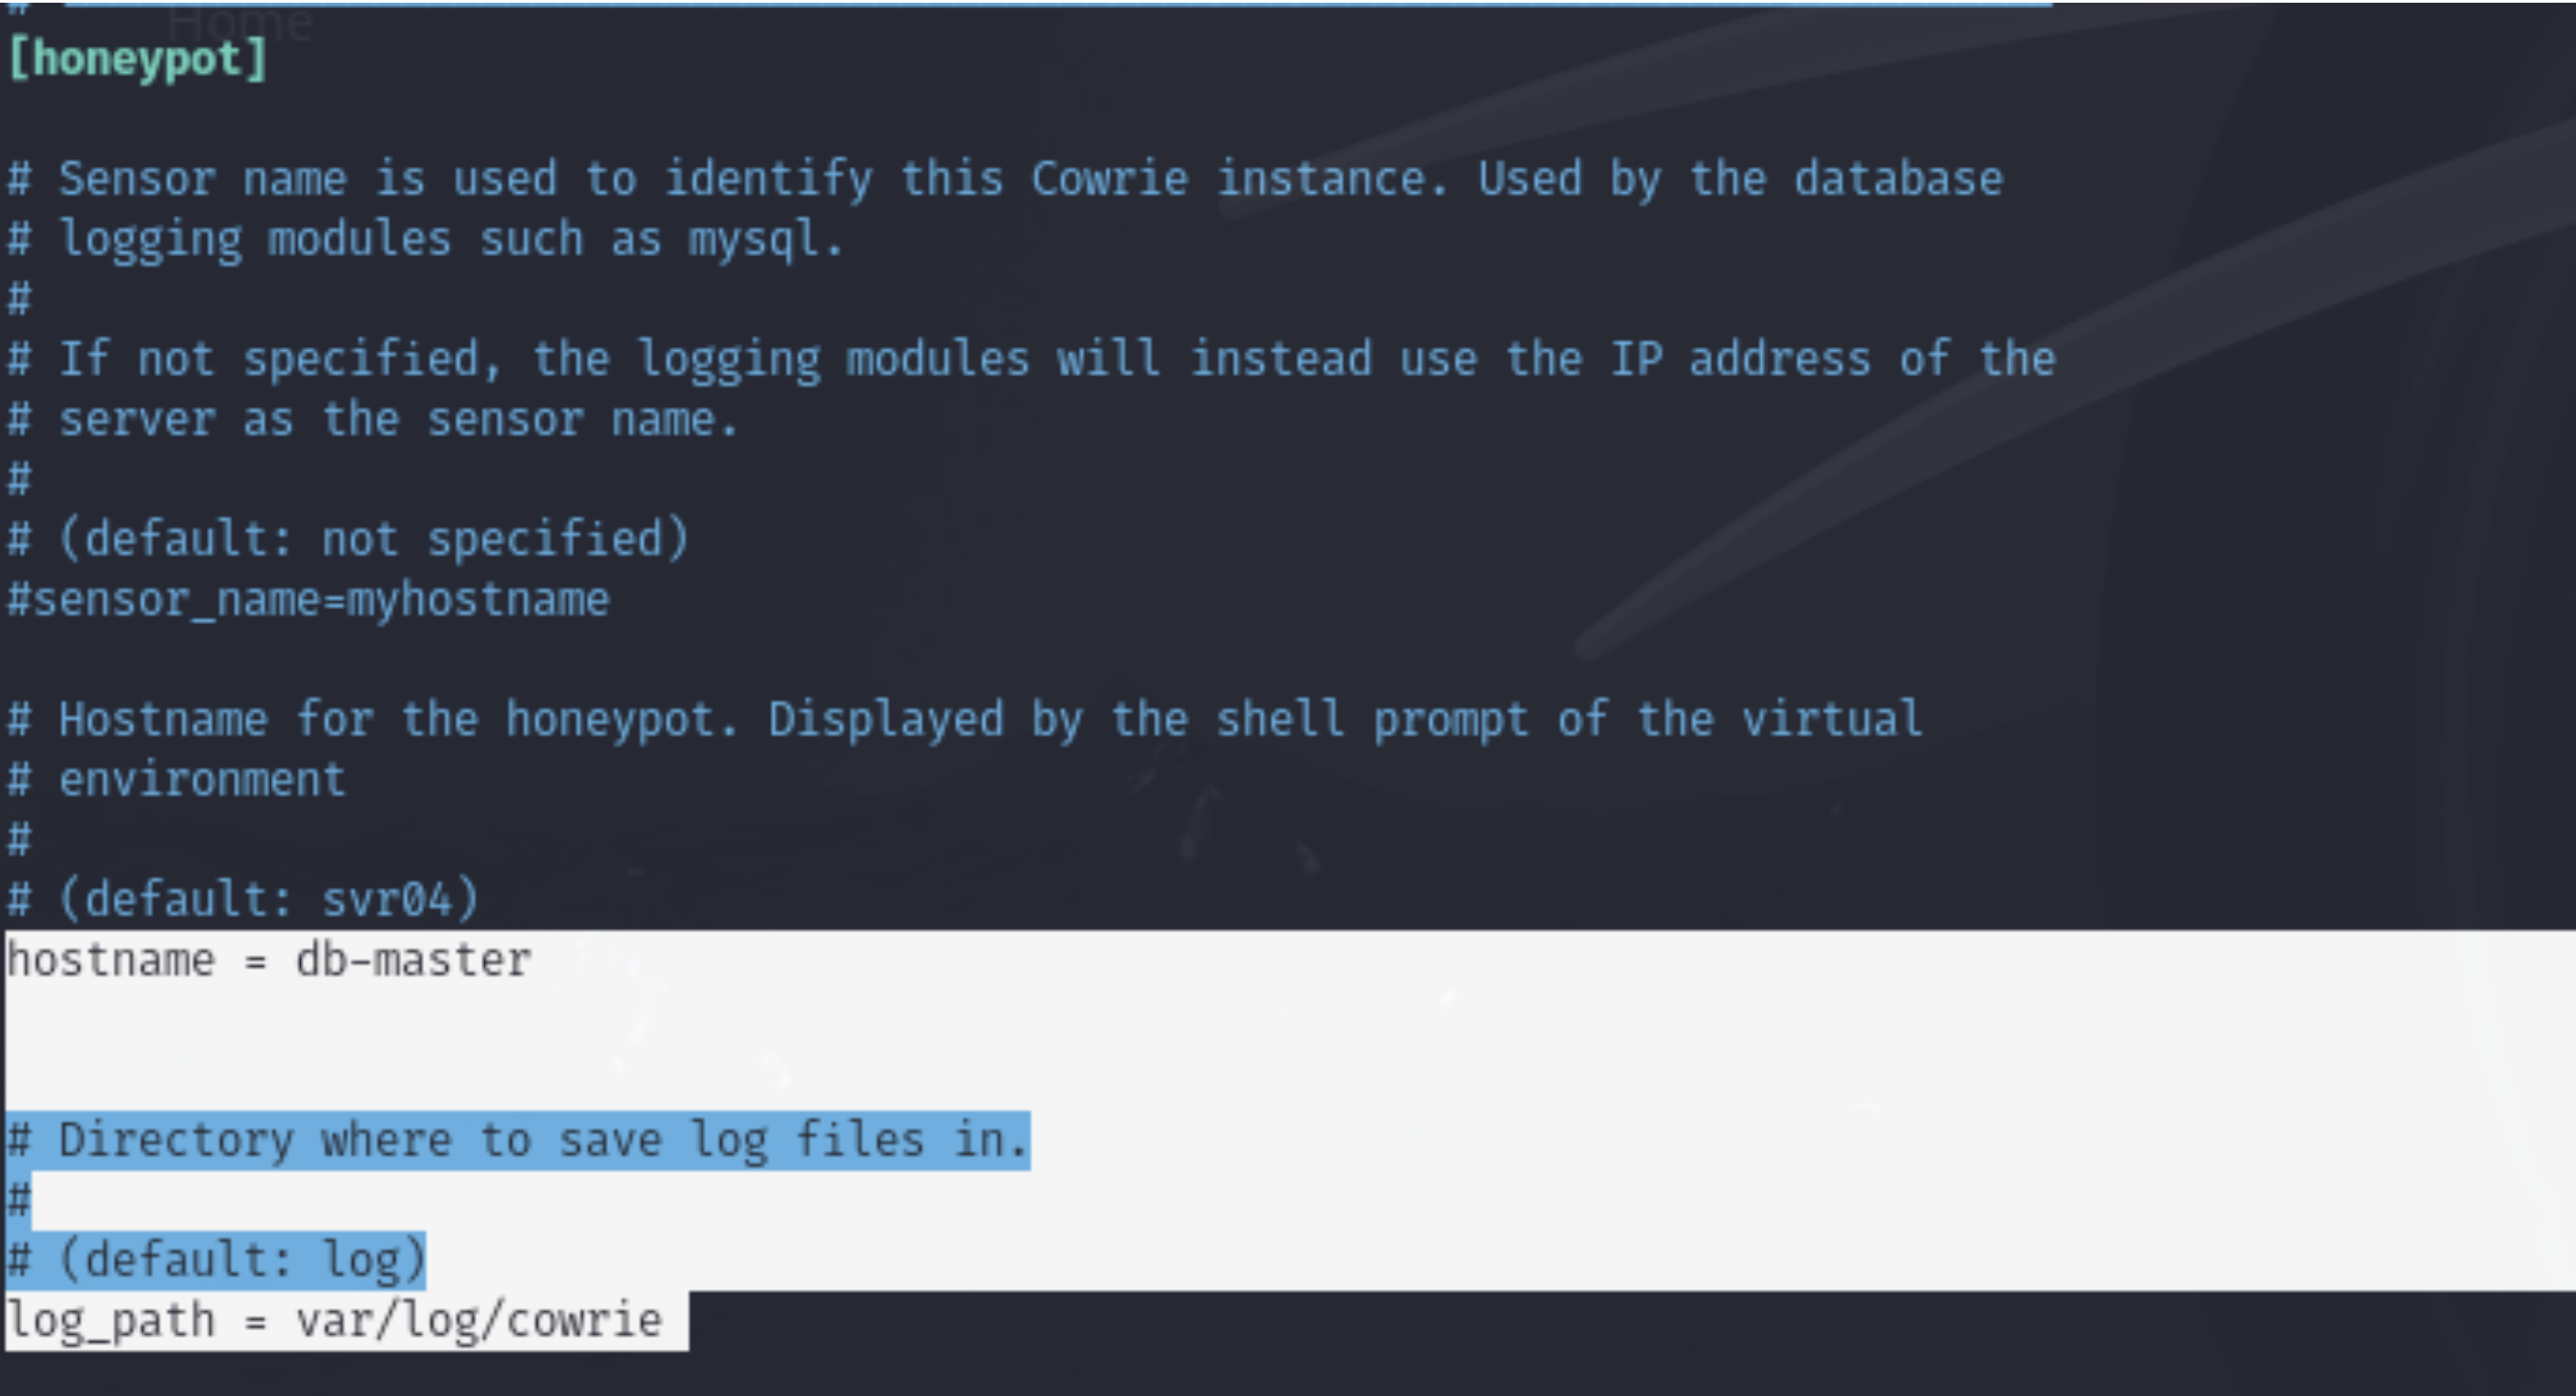 Home
[honeypot]
# Sensor name is used to identify this Cowrie instance. Used by the database
# logging modules such as mysql.
#
# If not specified, the logging modules will instead use the IP address of the
# server as the sensor name.
#
# (default: not specified)
#sensor_name=myhostname
# Hostname for the honeypot. Displayed by the shell prompt of the virtual
# environment
#
# (default: svr04)
hostname = db-master
# Directory where to save log files in.
#
# (default: log)
log_path = var/log/cowrie